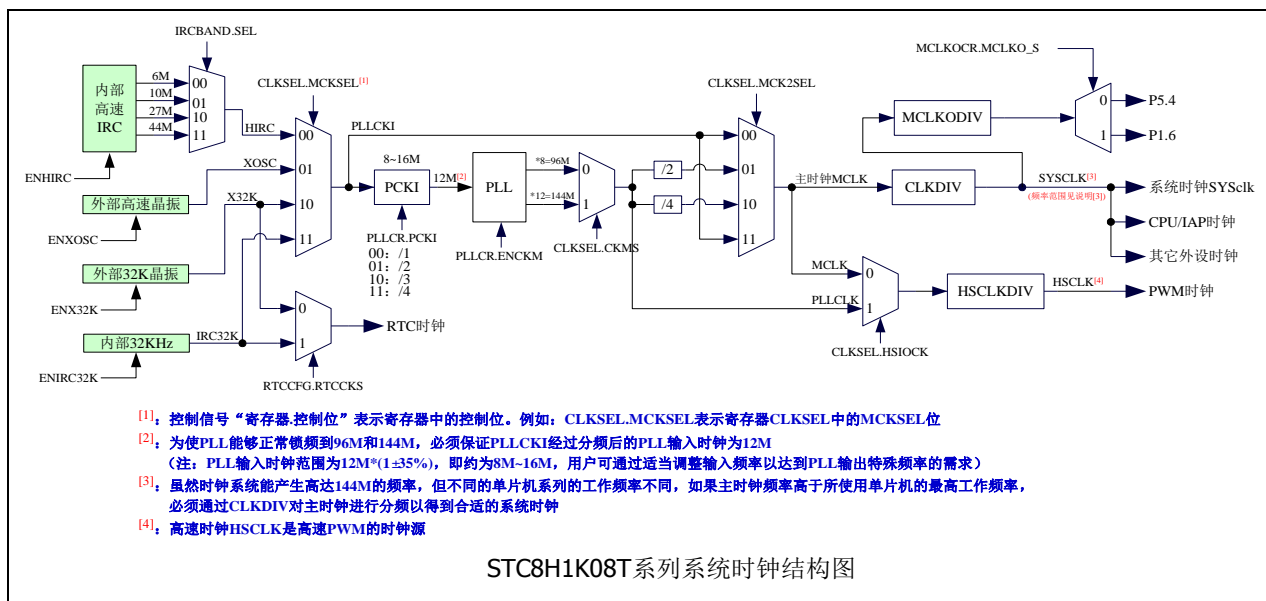 IRCBAND.SEL
内部
高速
IRC
6M
10M
27M
44M
00
01
10
11
ENHIRC
HIRC
CLKSEL.MCKSEL[1]
00
01
10
11
XOSC
外部高速晶振
ENXOSC
X32K
外部32K晶振
ENX32K
内部32KHz
IRC32K
ENIRC32K
0
1
RTC时钟
RTCCFG.RTCCKS
PLLCKI
8~16M
PCKI
PLLCR.PCKI
00: /1
01: /2
10: /3
11: /4
12M[2]
PLL
PLLCR.ENCKM
*8=96M
*12=144M
0
1
CLKSEL.CKMS
/2
/4
CLKSEL.MCK2SEL
00
01
10
11
主时钟MCLK
CLKDIV
MCLKODIV
MCLKOCR.MCLKO_S
0
1
P5.4
P1.6
SYSCLK[3]
(频率范围见说明[3])
系统时钟SYSclk
CPU/IAP时钟
其它外设时钟
MCLK
PLLCLK
0
1
CLKSEL.HSIOCK
HSCLKDIV
HSCLK[4]
PWM时钟
[1]：控制信号“寄存器.控制位”表示寄存器中的控制位。例如：CLKSEL.MCKSEL表示寄存器CLKSEL中的MCKSEL位
[2]：为使PLL能够正常锁频到96M和144M，必须保证PLLCKI经过分频后的PLL输入时钟为12M
（注：PLL输入时钟范围为12M*(1±35%)，即约为8M~16M，用户可通过适当调整输入频率以达到PLL输出特殊频率的需求）
[3]：虽然时钟系统能产生高达144M的频率，但不同的单片机系列的工作频率不同，如果主时钟频率高于所使用单片机的最高工作频率，
必须通过CLKDIV对主时钟进行分频以得到合适的系统时钟
[4]：高速时钟HSCLK是高速PWM的时钟源
STC8H1K08T系列系统时钟结构图